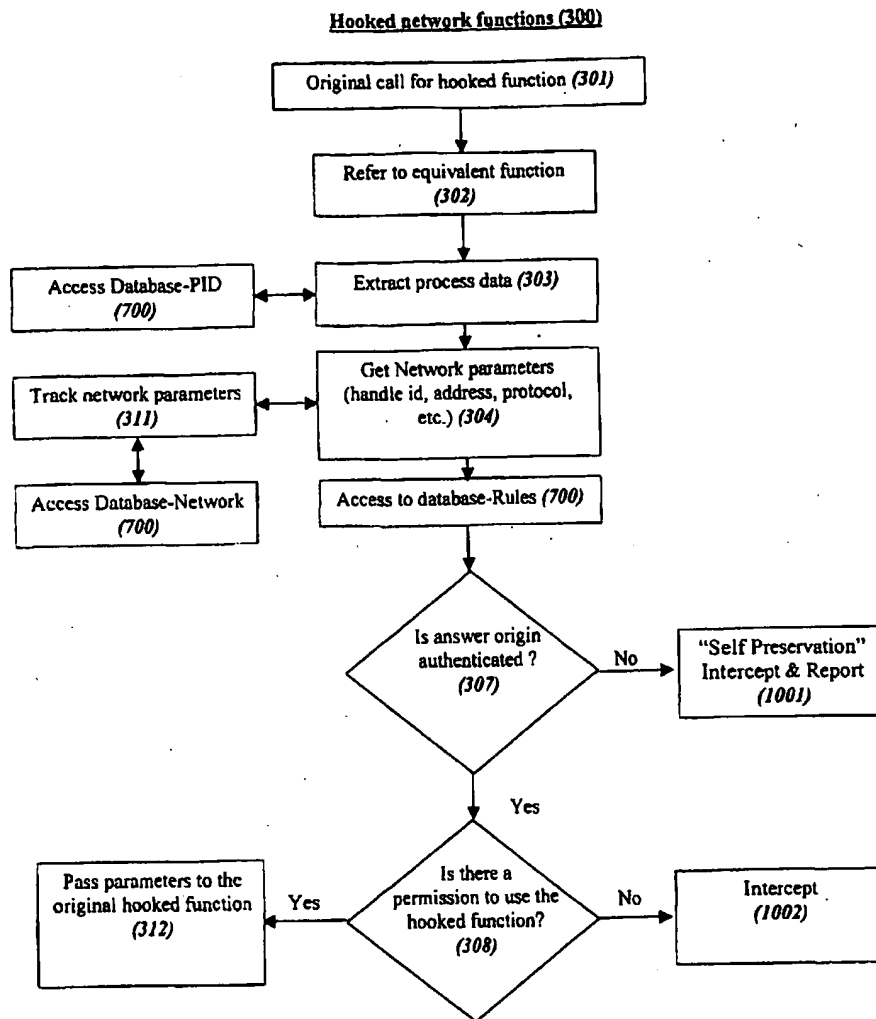 Hooked network functions (300)
Original call for hooked function (301)
Refer to equivalent function
(302)
Access Database-PID
(700)
Extract process data (303)
Get Network parameters
(handle id, address, protocol,
etc.) (304)
Track network parameters
(311)
Access Database-Network
(700)
Access to database-Rules (700)
Is answer origin
authenticated ?
(307)
No
"Self Preservation"
Intercept & Report
(1001)
Yes
Is there a
permission to use the
hooked function?
(308)
Yes
Pass parameters to the
original hooked function
(312)
No
Intercept
(1002)